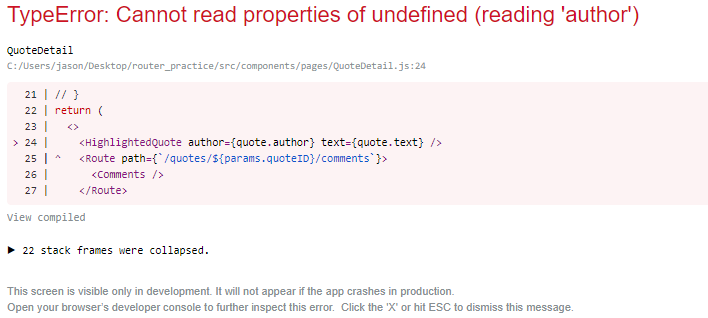 TypeError: Cannot read properties of undefined (reading 'author')
QuoteDetail
C:/Users/jason/Desktop/router_practice/src/components/pages/QuoteDetail.js:24
21 | // }
22 | return (
23 |   <>
> 24 |     <HighlightedQuote author={quote.author} text={quote.text} />
25 | ^   <Route path={`/quotes/${params.quoteID}/comments`}>
26 |       <Comments />
27 |     </Route>
View compiled
▶ 22 stack frames were collapsed.
This screen is visible only in development. It will not appear if the app crashes in production.
Open your browser's developer console to further inspect this error.  Click the 'X' or hit ESC to dismiss this message.